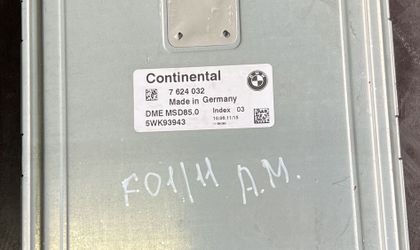 Continental
7 624 032
Made in Germany
DME MSD85.0 Index 03
5WK93943
F01/11 A.M.